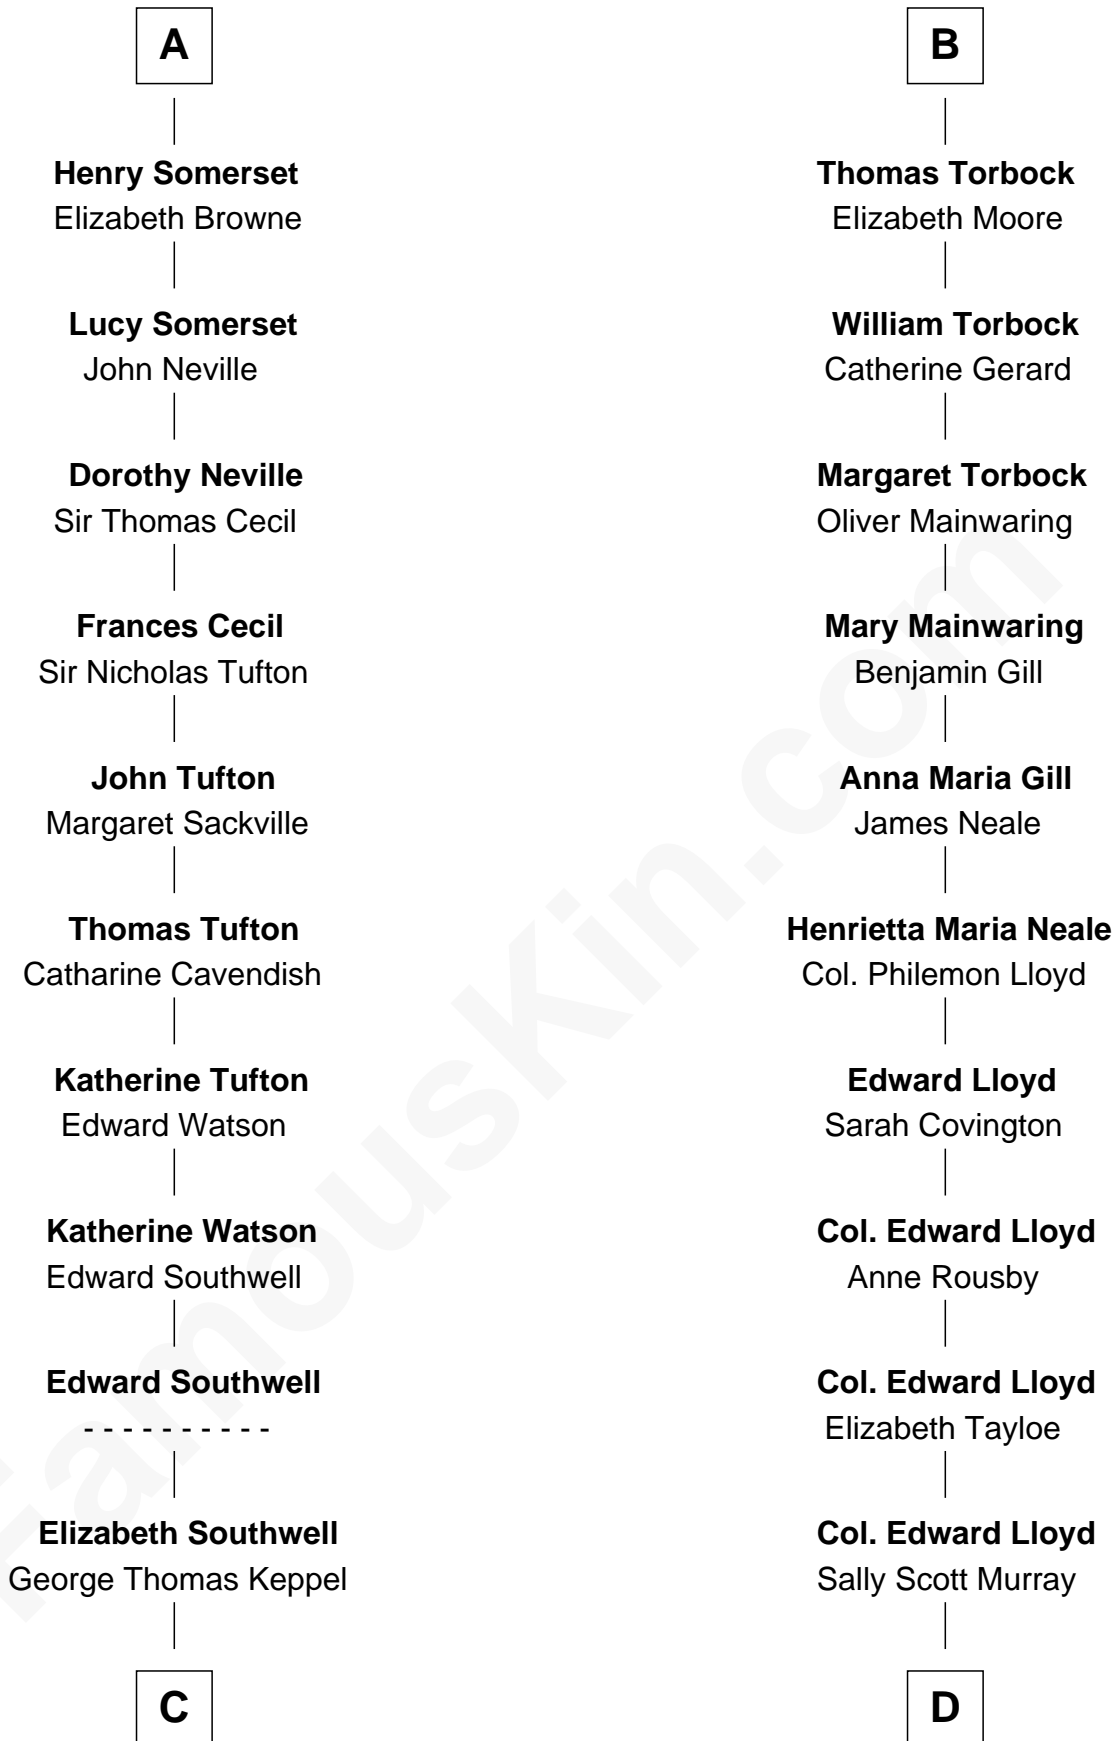 A
Henry Somerset
Elizabeth Browne
Lucy Somerset
John Neville
Dorothy Neville
Sir Thomas Cecil
Frances Cecil
Sir Nicholas Tufton
John Tufton
Margaret Sackville
Thomas Tufton
Catharine Cavendish
Katherine Tufton
Edward Watson
Katherine Watson
Edward Southwell
Edward Southwell
- - - - - - - - - -
Elizabeth Southwell
George Thomas Keppel
C
B
Thomas Torbock
Elizabeth Moore
William Torbock
Catherine Gerard
Margaret Torbock
Oliver Mainwaring
Mary Mainwaring
Benjamin Gill
Anna Maria Gill
James Neale
Henrietta Maria Neale
Col. Philemon Lloyd
Edward Lloyd
Sarah Covington
Col. Edward Lloyd
Anne Rousby
Col. Edward Lloyd
Elizabeth Tayloe
Col. Edward Lloyd
Sally Scott Murray
D
FamousKin.com